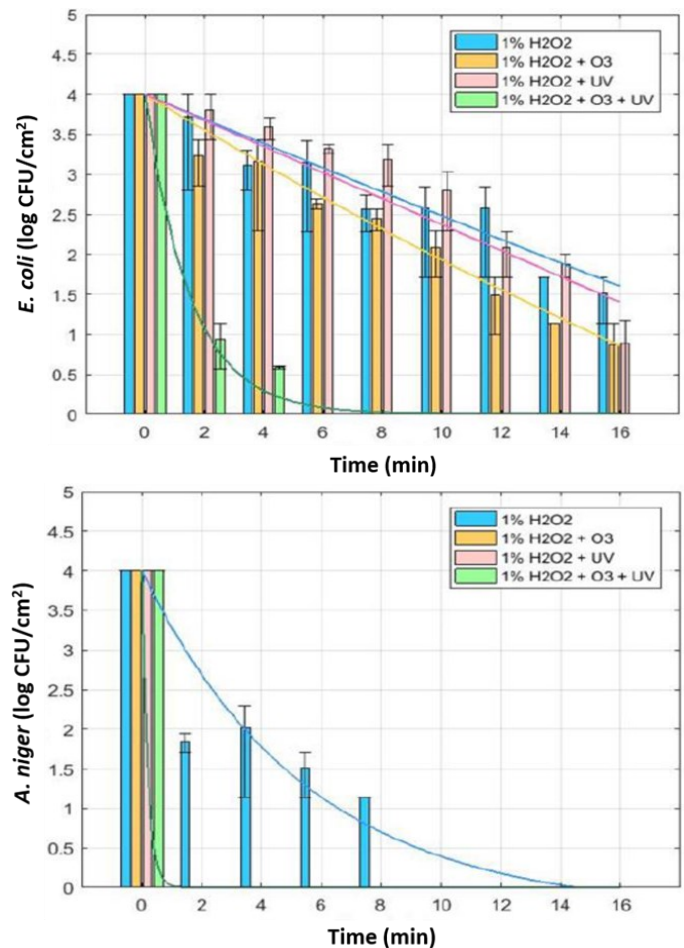 5
4.5
4
3.5
3
2.5
2
1.5
1
0.5
0
E. coli (log CFU/cm2)
1% H2O2
1% H2O2 + O3
1% H2O2 + UV
1% H2O2 + O3 + UV
0 2 4 6 8 10 12 14 16
Time (min)
5
4.5
4
3.5
3
2.5
2
1.5
1
0.5
0
A. niger (log CFU/cm2)
1% H2O2
1% H2O2 + O3
1% H2O2 + UV
1% H2O2 + O3 + UV
0 2 4 6 8 10 12 14 16
Time (min)